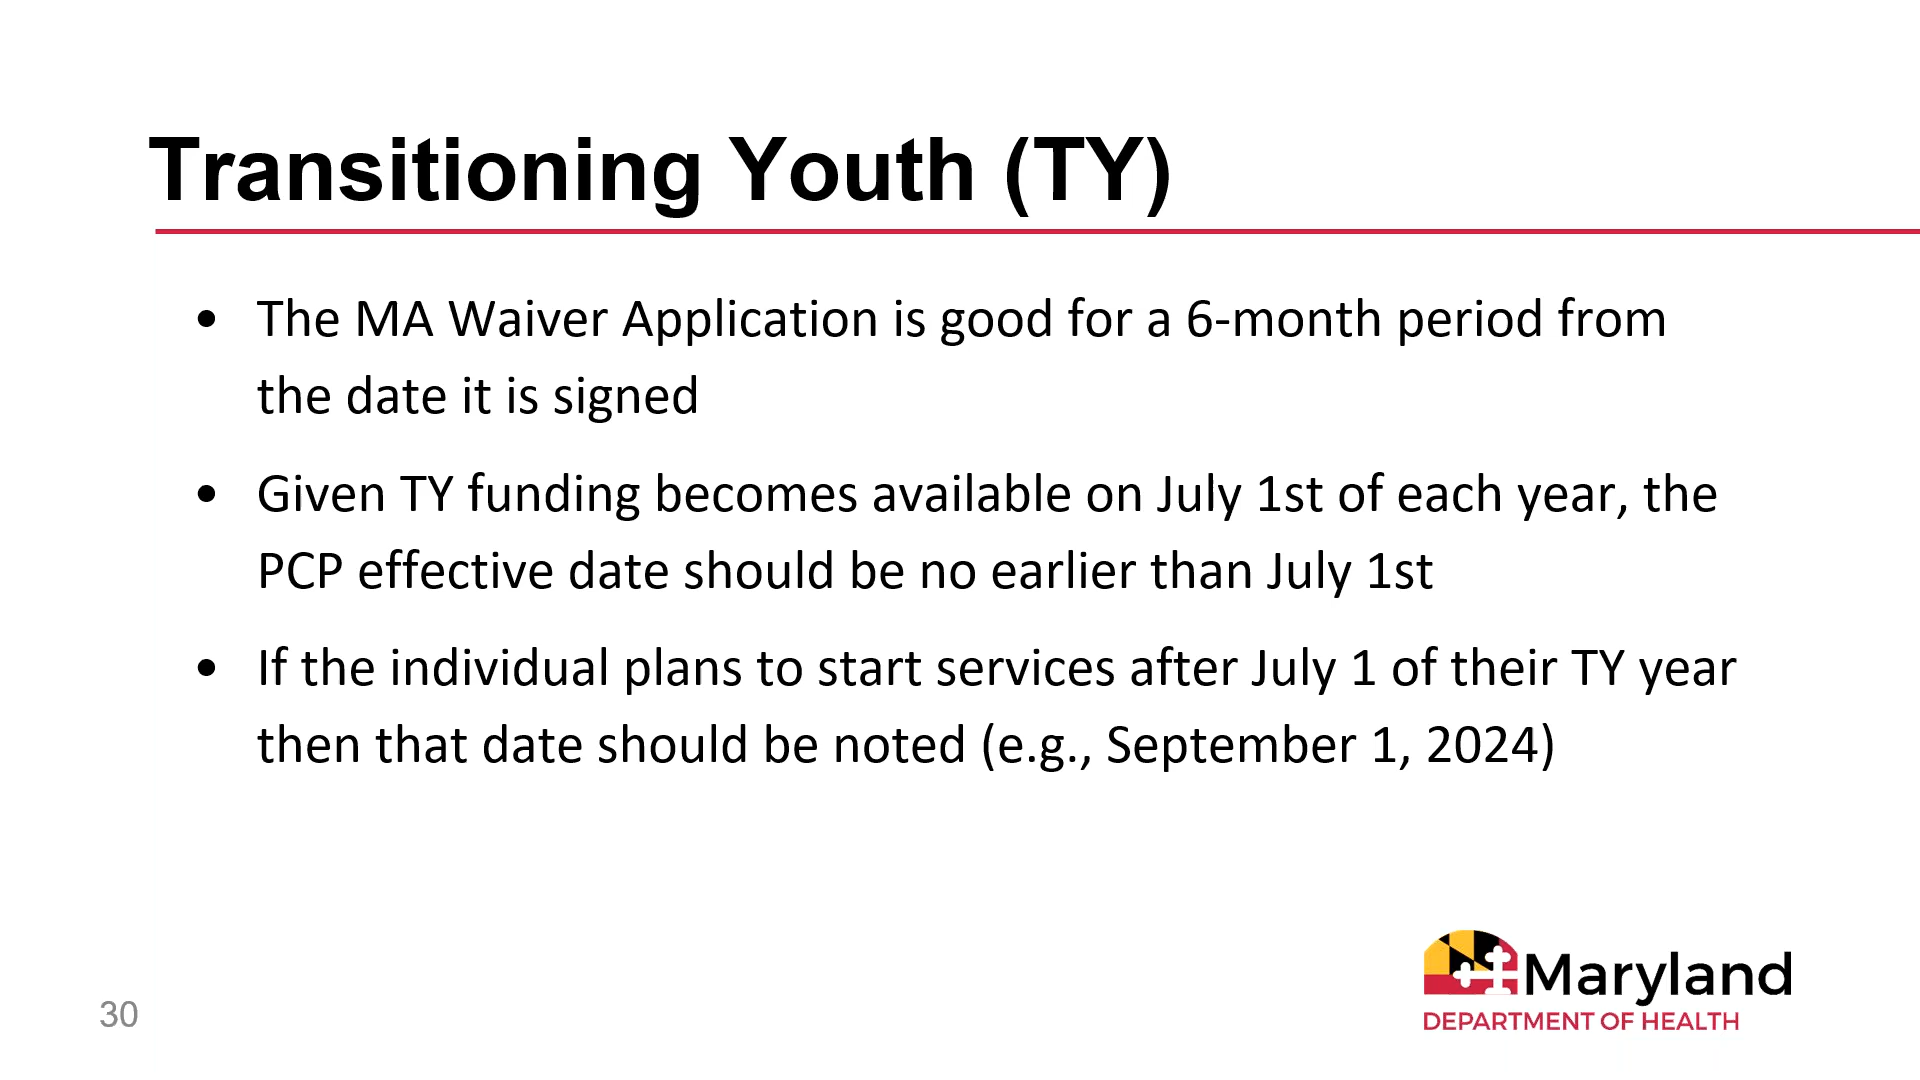 Transitioning Youth (TY)
• The MA Waiver Application is good for a 6-month period from
the date it is signed
• Given TY funding becomes available on July 1st of each year, the
PCP effective date should be no earlier than July 1st
• If the individual plans to start services after July 1 of their TY year
then that date should be noted (e.g., September 1, 2024)
30
Maryland
DEPARTMENT OF HEALTH